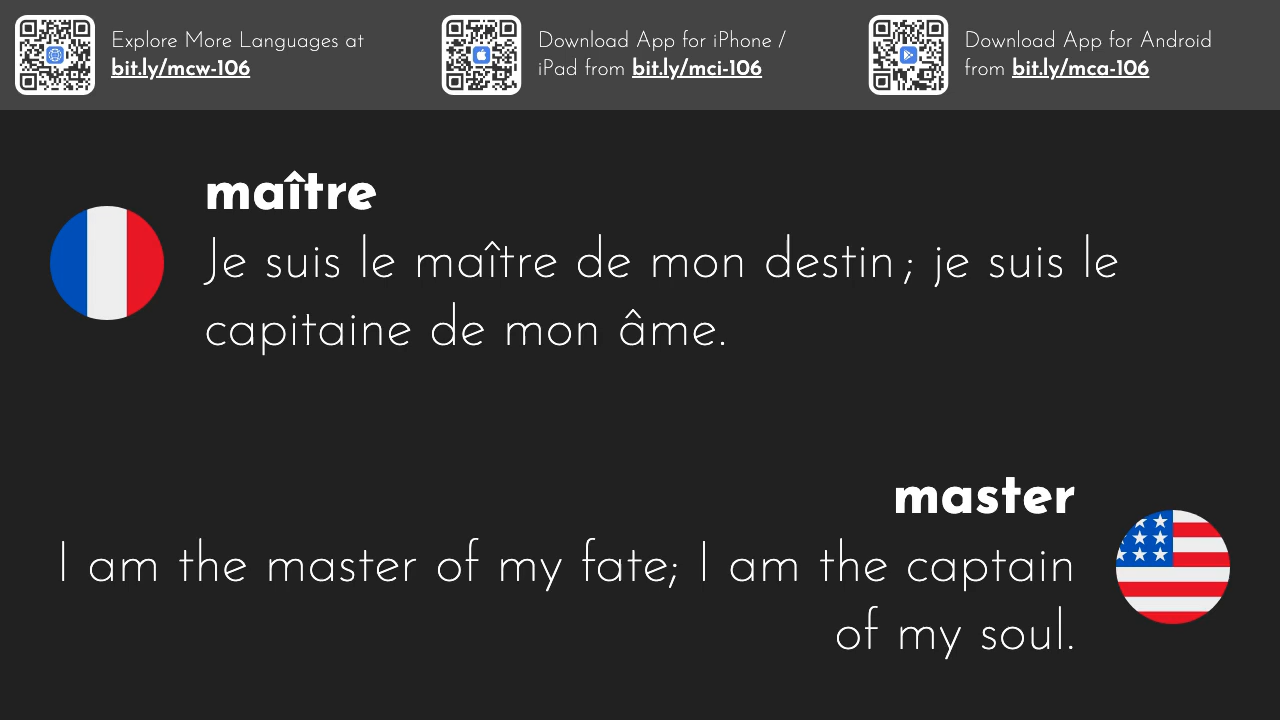 Explore More Languages at
bit.ly/mcw-106
Download App for iPhone /
iPad from bit.ly/mci-106
Download App for Android
from bit.ly/mca-106
maître
Je suis le maître de mon destin ; je suis le
capitaine de mon âme.
master
I am the master of my fate; I am the captain
of my soul.